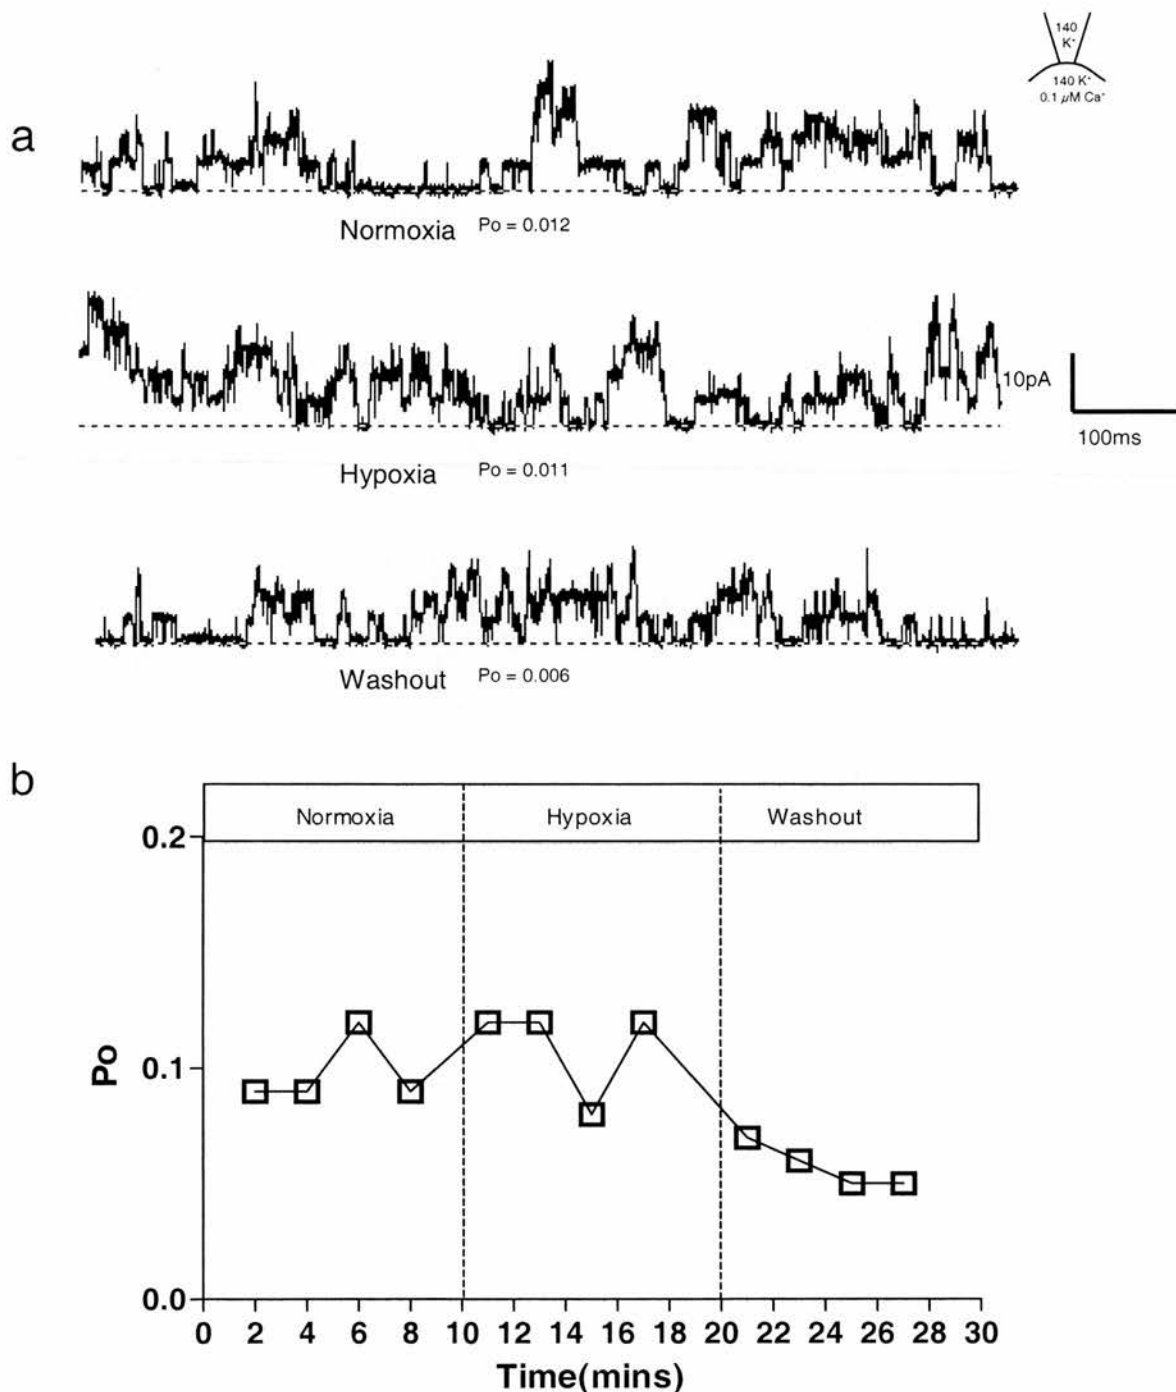 140
K⁺
140 K⁺
0.1 μM Ca⁺
a
Normoxia Po = 0.012
10pA
100ms
Hypoxia Po = 0.011
Washout Po = 0.006
b
Normoxia Hypoxia Washout
0.2
0.1
0.0
Po
0 2 4 6 8 10 12 14 16 18 20 22 24 26 28 30
Time(mins)